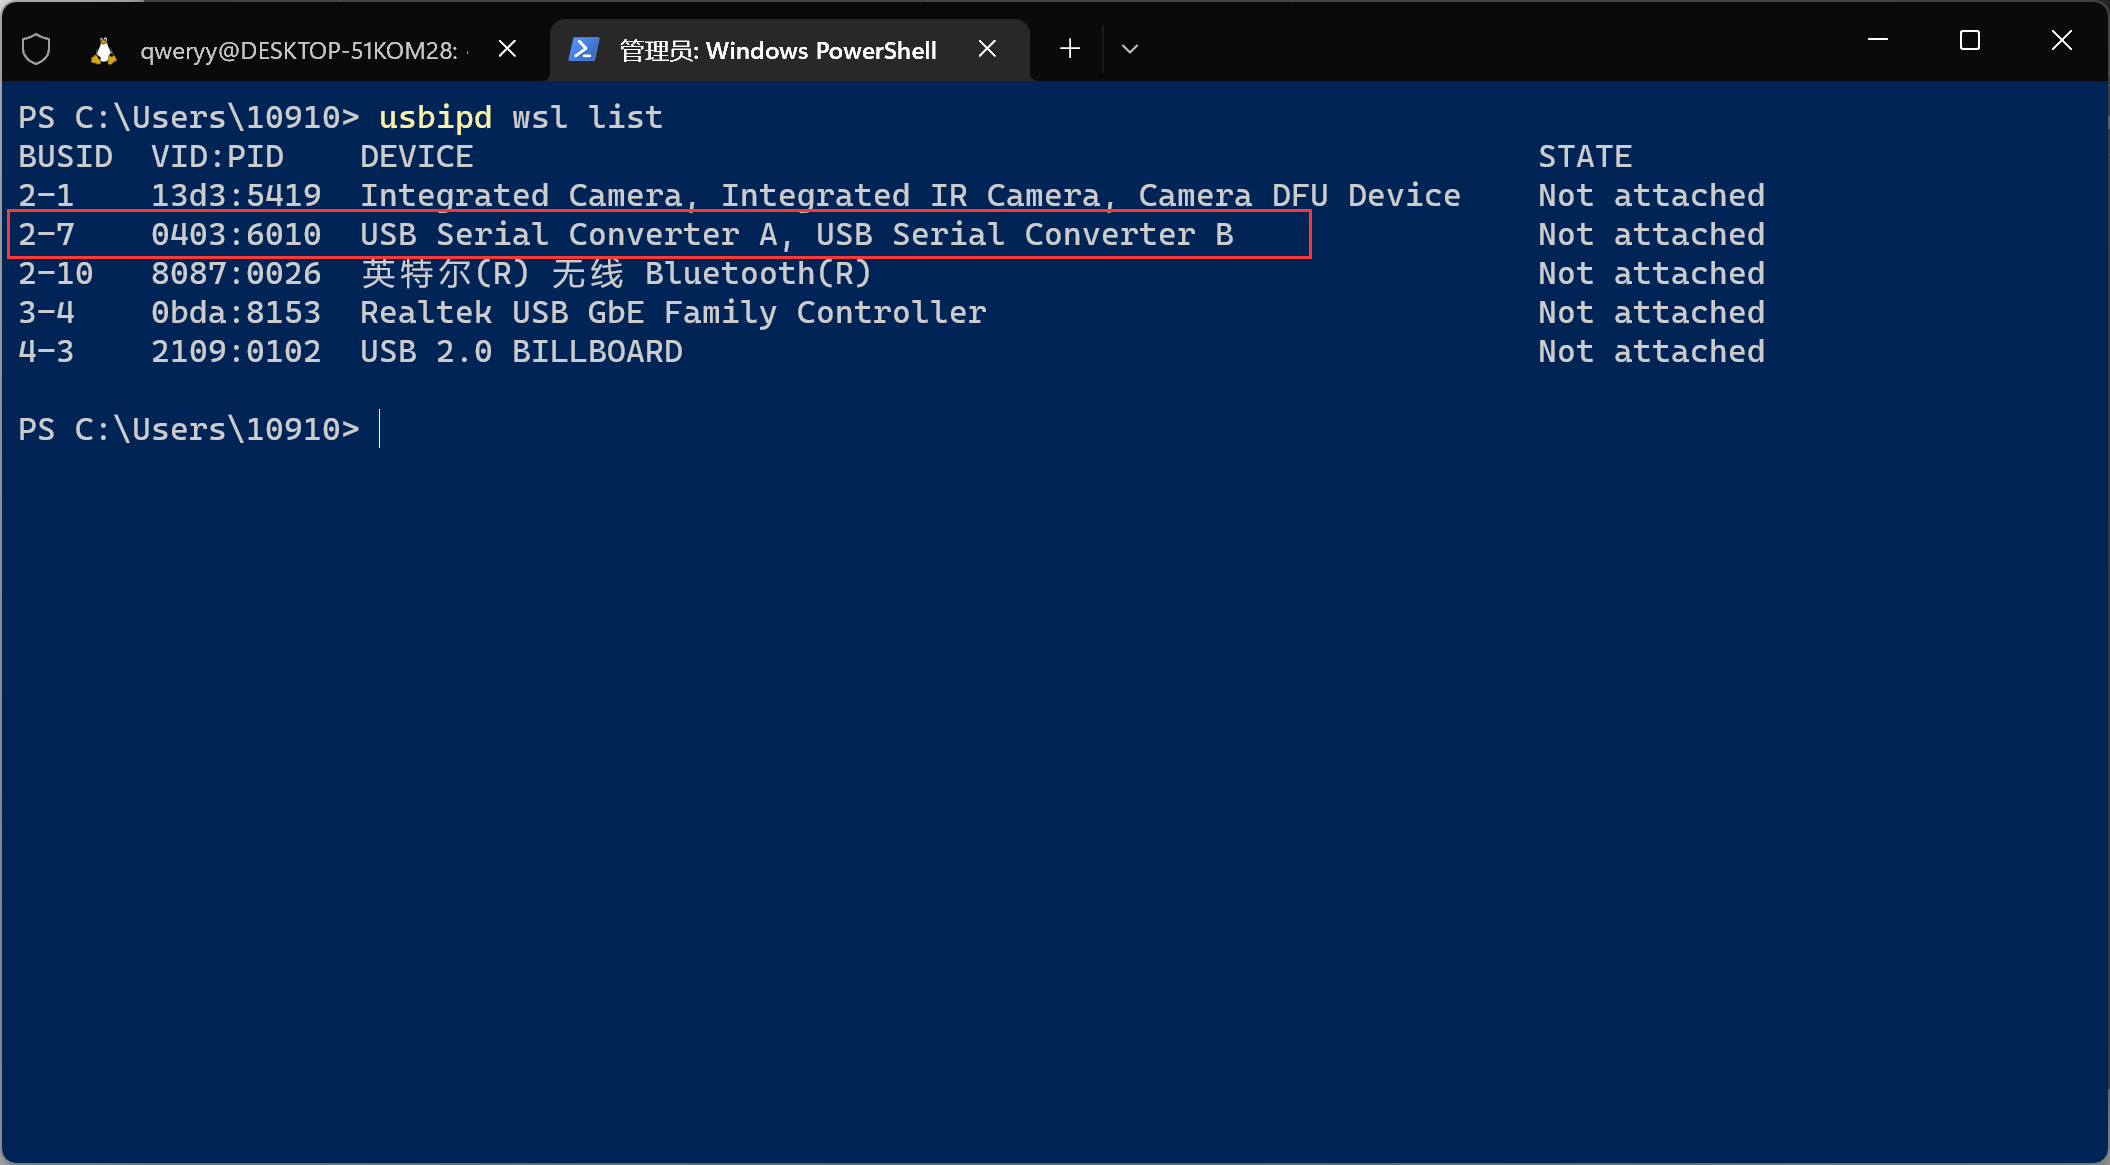 qweryy@DESKTOP-51KOM28:
管理员: Windows PowerShell
PS C:\Users\10910> usbipd wsl list
BUSID  VID:PID    DEVICE                                                        STATE
2-1    13d3:5419  Integrated Camera, Integrated IR Camera, Camera DFU Device    Not attached
2-7    0403:6010  USB Serial Converter A, USB Serial Converter B                Not attached
2-10   8087:0026  英特尔(R) 无线 Bluetooth(R)                                   Not attached
3-4    0bda:8153  Realtek USB GbE Family Controller                             Not attached
4-3    2109:0102  USB 2.0 BILLBOARD                                             Not attached
PS C:\Users\10910>